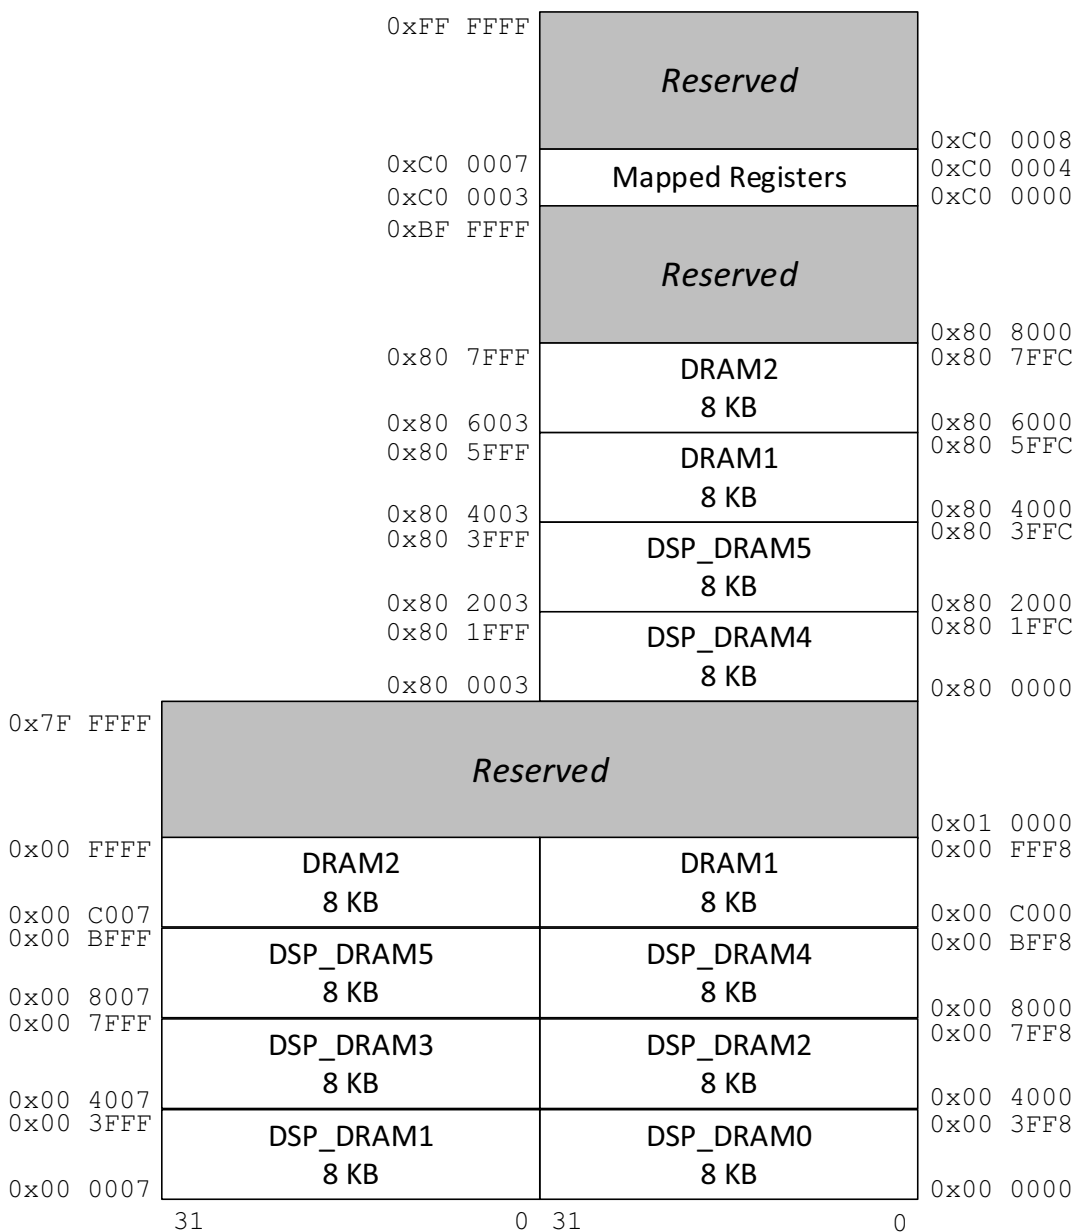 0xFF FFFF
Reserved
0xC0 0008
0xC0 0007
Mapped Registers
0xC0 0004
0xC0 0003
0xC0 0000
0xBF FFFF
Reserved
0x80 8000
0x80 7FFF
DRAM2
8 KB
0x80 7FFC
0x80 6003
0x80 6000
0x80 5FFF
DRAM1
8 KB
0x80 5FFC
0x80 4003
0x80 4000
0x80 3FFF
DSP_DRAM5
8 KB
0x80 3FFC
0x80 2003
0x80 2000
0x80 1FFF
DSP_DRAM4
8 KB
0x80 1FFC
0x80 0003
0x80 0000
0x7F FFFF
Reserved
0x01 0000
0x00 FFFF
DRAM2
8 KB
DRAM1
8 KB
0x00 FFF8
0x00 C007
0x00 C000
0x00 BFFF
DSP_DRAM5
8 KB
DSP_DRAM4
8 KB
0x00 BFF8
0x00 8007
0x00 8000
0x00 7FFF
DSP_DRAM3
8 KB
DSP_DRAM2
8 KB
0x00 7FF8
0x00 4007
0x00 4000
0x00 3FFF
DSP_DRAM1
8 KB
DSP_DRAM0
8 KB
0x00 3FF8
0x00 0007
0x00 0000
31 0 31 0